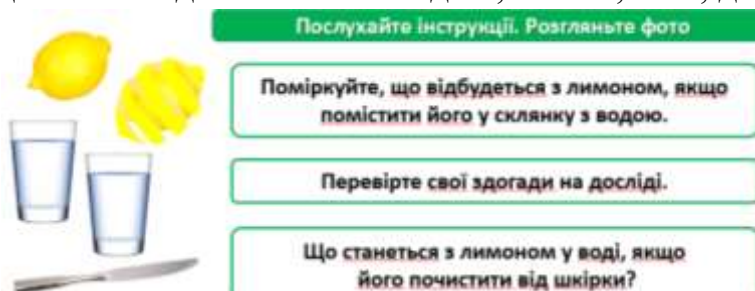 Послухайте інструкції. Розгляньте фото
Поміркуйте, що відбудеться з лимоном, якщо
помістити його у склянку з водою.
Перевірте свої здогади на досліді.
Що станеться з лимоном у воді, якщо
його почистити від шкірки?